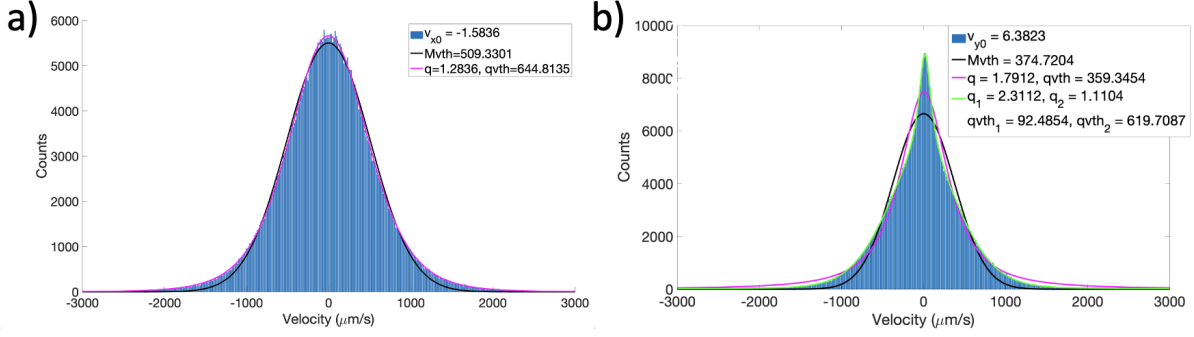 a)
v_x0 = -1.5836
Mvth=509.3301
q=1.2836, qvth=644.8135
6000
5000
4000
3000
2000
1000
0
Counts
-3000 -2000 -1000 0 1000 2000 3000
Velocity (μm/s)
b)
v_y0 = 6.3823
Mvth = 374.7204
q = 1.7912, qvth = 359.3454
q_1 = 2.3112, q_2 = 1.1104
qvth_1 = 92.4854, qvth_2 = 619.7087
10000
8000
6000
4000
2000
0
Counts
-3000 -2000 -1000 0 1000 2000 3000
Velocity (μm/s)